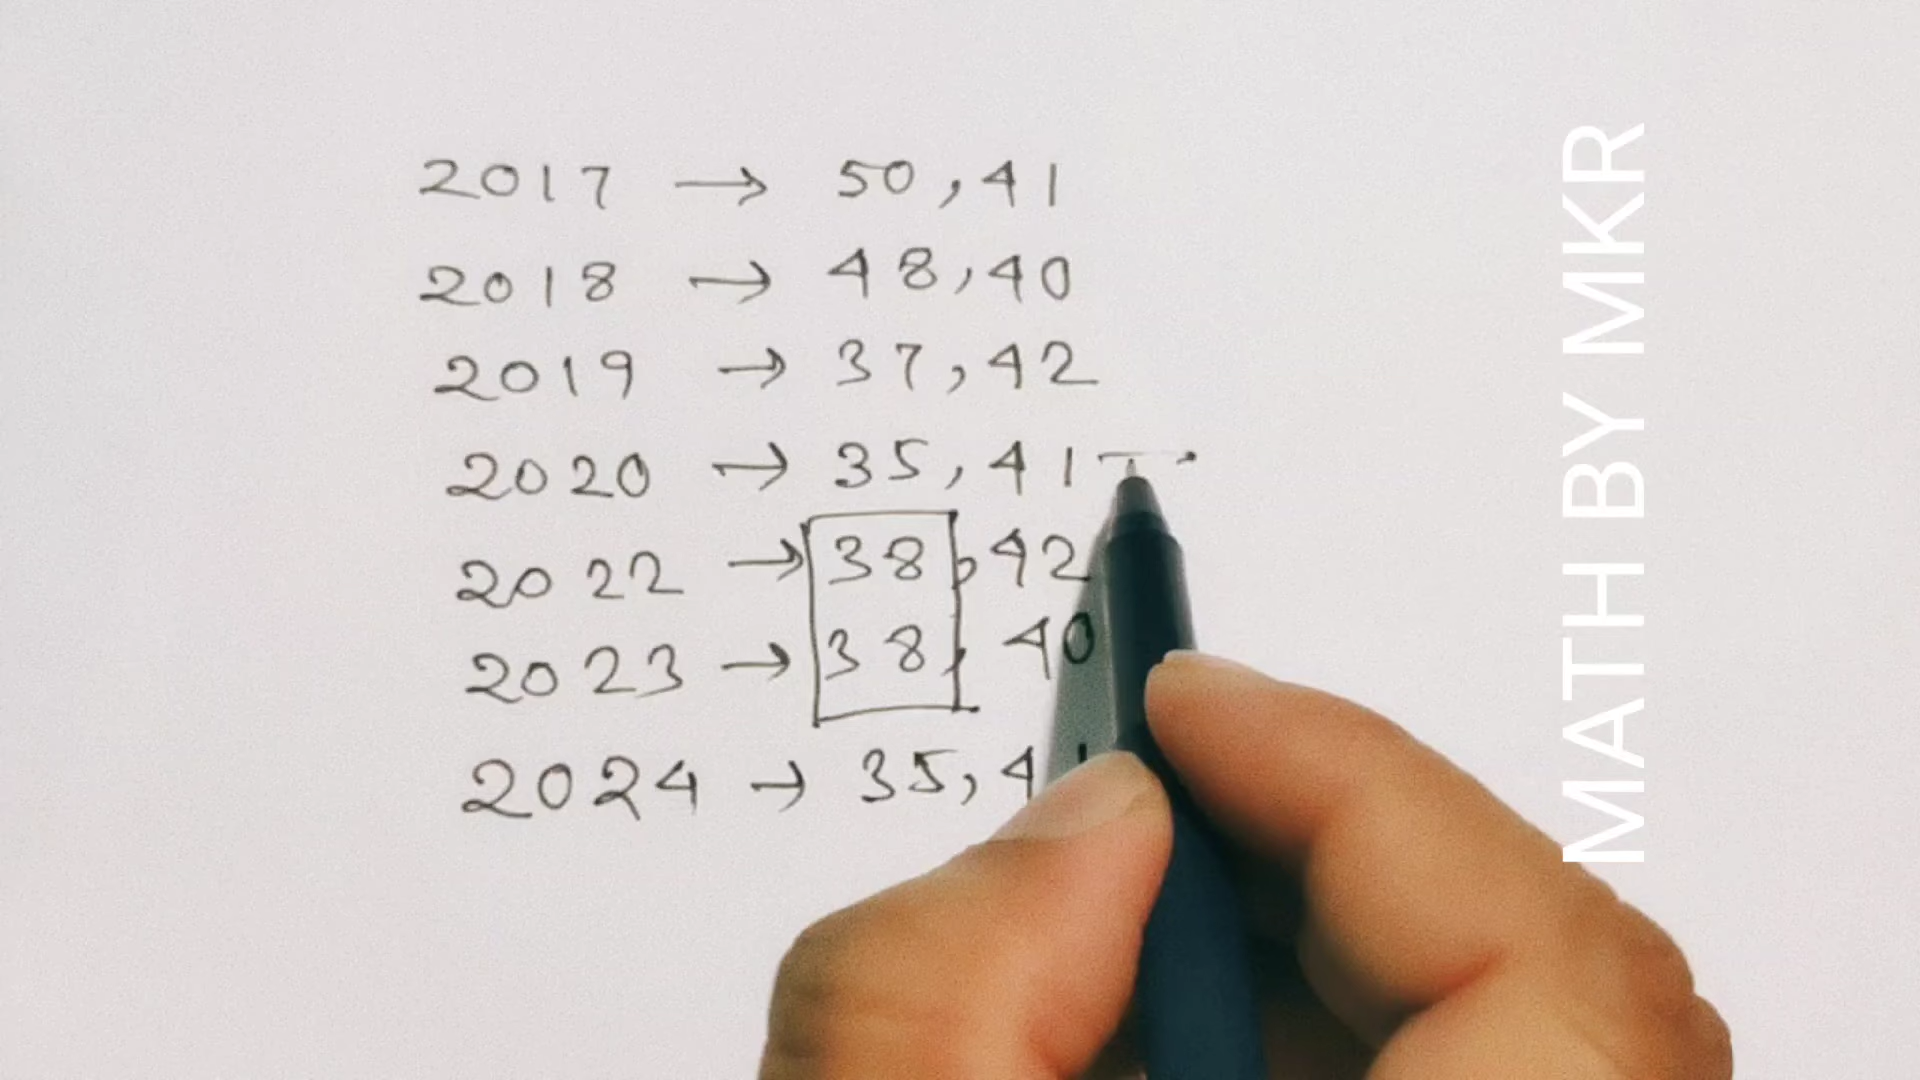 2017 → 50, 41
2018 → 48, 40
2019 → 37, 42
2020 → 35, 41
2022 → 38, 42
2023 → 38, 40
2024 → 35, 4
MATH BY MKR